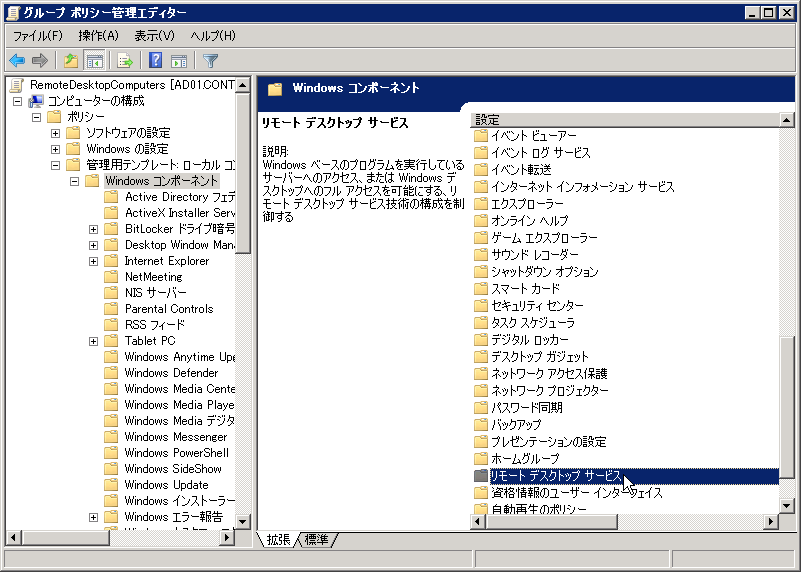 グループ ポリシー管理エディター
ファイル(F) 操作(A) 表示(V) ヘルプ(H)
RemoteDesktopComputers [AD01.CONT
コンピューターの構成
ポリシー
ソフトウェアの設定
Windows の設定
管理用テンプレート: ローカル コ
Windows コンポーネント
Active Directory フェデ
ActiveX Installer Serv
BitLocker ドライブ暗号
Desktop Window Man
Internet Explorer
NetMeeting
NIS サーバー
Parental Controls
RSS フィード
Tablet PC
Windows Anytime Upg
Windows Defender
Windows Media Cente
Windows Media Playe
Windows Media デジタ
Windows Messenger
Windows PowerShell
Windows SideShow
Windows Update
Windows インストーラー
Windows エラー報告
Windows コンポーネント
リモート デスクトップ サービス
説明:
Windows ベースのプログラムを実行している
サーバーへのアクセス、または Windows デ
スクトップへのフル アクセスを可能にする、リ
モート デスクトップ サービス技術の構成を制
御する
設定
イベント ビューアー
イベント ログ サービス
イベント転送
インターネット インフォメーション サービス
エクスプローラー
オンライン ヘルプ
ゲーム エクスプローラー
サウンド レコーダー
シャットダウン オプション
スマート カード
セキュリティ センター
タスク スケジューラ
デジタル ロッカー
デスクトップ ガジェット
ネットワーク アクセス保護
ネットワーク プロジェクター
パスワード同期
バックアップ
プレゼンテーションの設定
ホームグループ
リモート デスクトップ サービス
資格情報のユーザー インターフェイス
自動再生のポリシー
拡張 標準